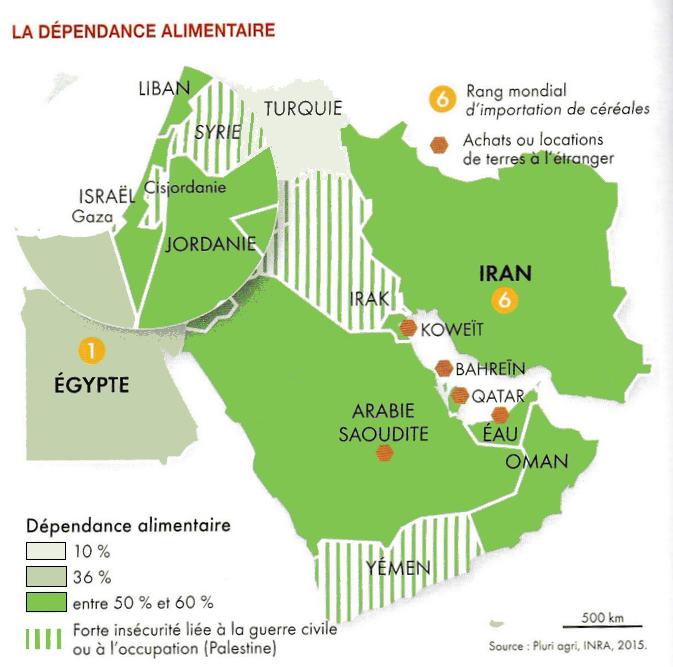 LA DÉPENDANCE ALIMENTAIRE
LIBAN
TURQUIE
SYRIE
6
Rang mondial
d'importation de céréales
Achats ou locations
de terres à l'étranger
Cisjordanie
ISRAËL
Gaza
JORDANIE
IRAN
6
IRAK
KOWEÏT
1
ÉGYPTE
BAHREÏN
QATAR
ARABIE
SAOUDITE
ÉAU
OMAN
YÉMEN
Dépendance alimentaire
10 %
36 %
entre 50 % et 60 %
Forte insécurité liée à la guerre civile
ou à l'occupation (Palestine)
500 km
Source : Pluri agri, INRA, 2015.